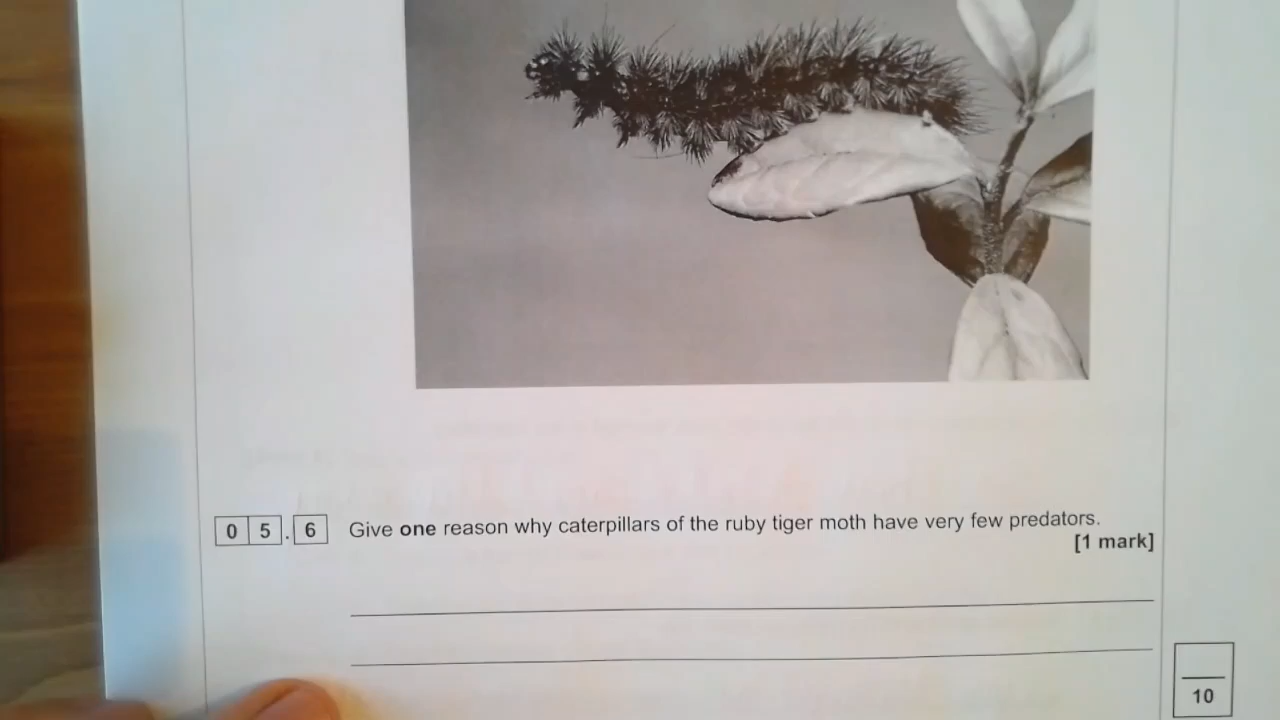 0 5 . 6 Give one reason why caterpillars of the ruby tiger moth have very few predators.
[1 mark]
10